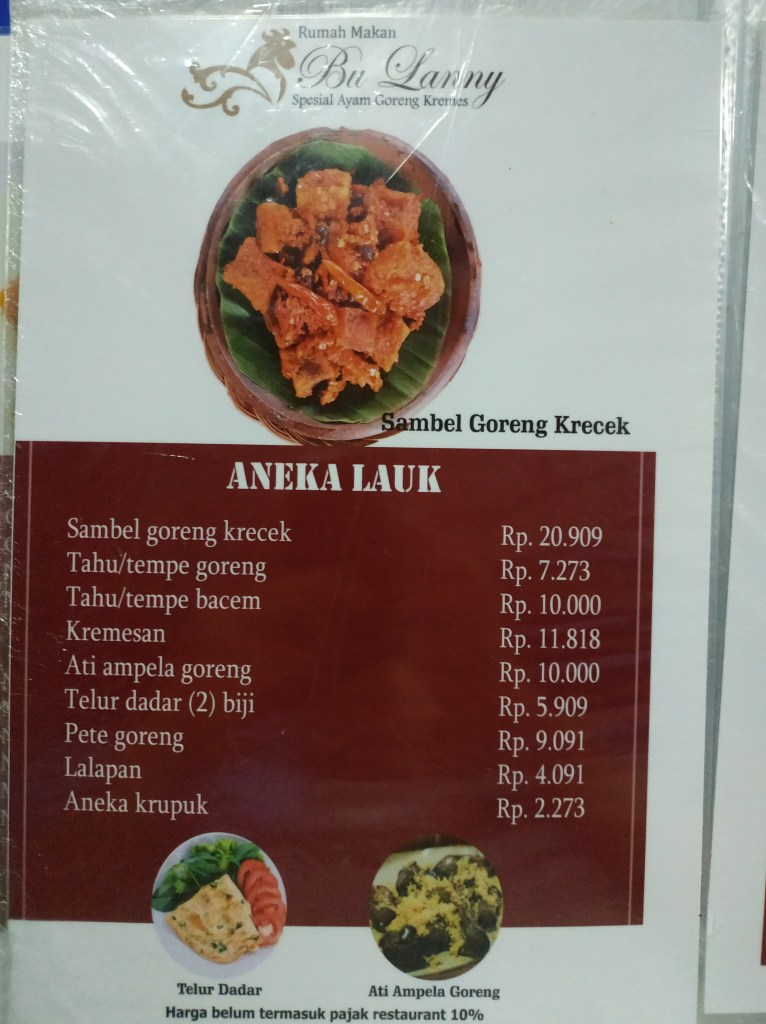 Rumah Makan
Bu Lanny
Spesial Ayam Goreng Kremes
Sambel Goreng Krecek
ANEKA LAUK
Sambel goreng krecek Rp. 20.909
Tahu/tempe goreng Rp. 7.273
Tahu/tempe bacem Rp. 10.000
Kremesan Rp. 11.818
Ati ampela goreng Rp. 10.000
Telur dadar (2) biji Rp. 5.909
Pete goreng Rp. 9.091
Lalapan Rp. 4.091
Aneka krupuk Rp. 2.273
Telur Dadar
Ati Ampela Goreng
Harga belum termasuk pajak restaurant 10%